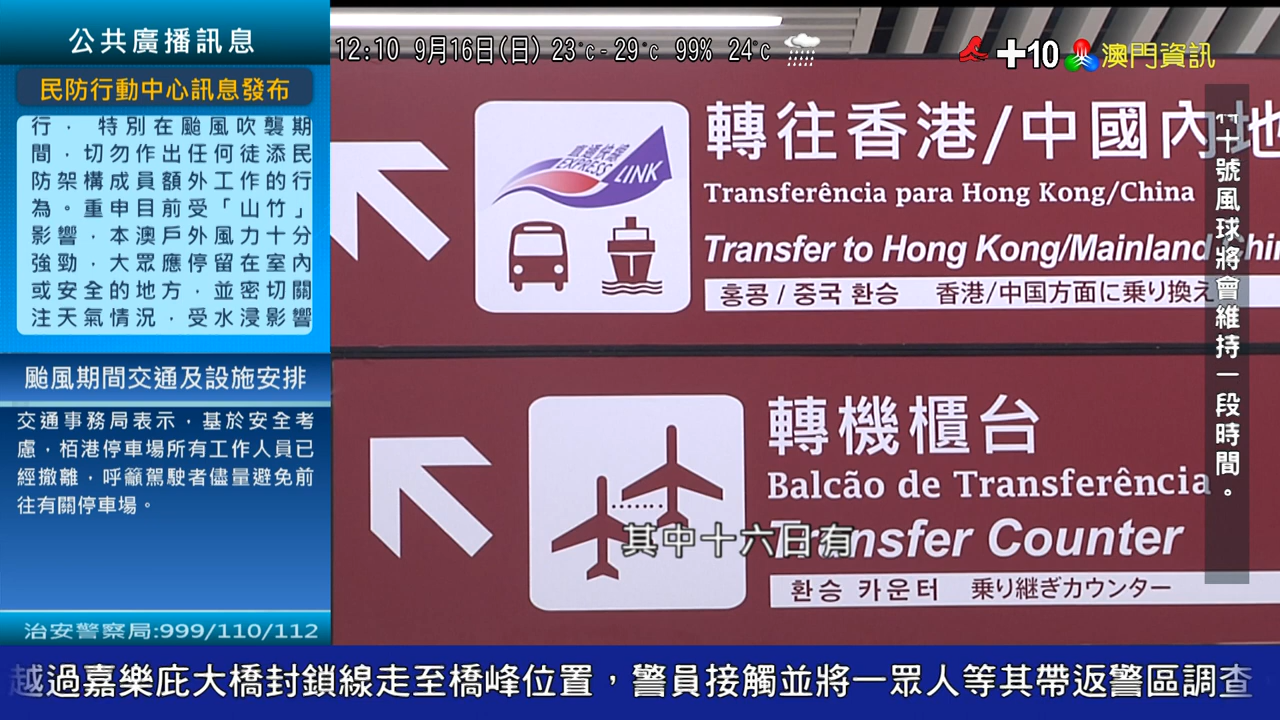 公共廣播訊息
民防行動中心訊息發布
行．特別在颱風吹襲期
間．切勿作出任何徒添民
防架構成員額外工作的行
為。重申目前受「山竹」
影響．本澳戶外風力十分
強勁．大眾應停留在室內
或安全的地方．並密切關
注天氣情況．受水浸影響
颱風期間交通及設施安排
交通事務局表示，基於安全考
慮，栢港停車場所有工作人員已
經撤離，呼籲駕駛者儘量避免前
往有關停車場。
治安警察局:999/110/112
12:10 9月16日(日) 23°c - 29°c 99% 24°c
+10 澳門資訊
轉往香港/中國內地
直通快線
EXPRESS LINK
Transferência para Hong Kong/China
Transfer to Hong Kong/Mainland
홍콩 / 중국 환승 香港/中国方面に乗り換え
轉機櫃台
Balcão de Transferência
Transfer Counter
환승 카운터 乗り継ぎカウンター
其中十六日有
十號風球將會維持一段時間。
越過嘉樂庇大橋封鎖線走至橋峰位置，警員接觸並將一眾人等其帶返警區調查